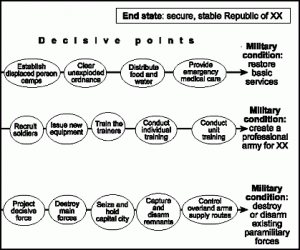 End state: secure, stable Republic of XX
Decisive points
Establish
displaced person
camps
Clear
unexploded
ordnance
Distribute
food and
water
Provide
emergency
medical care
Military
condition:
restore
basic
services
Recruit
soldiers
Issue new
equipment
Train the
trainers
Conduct
individual
training
Conduct
unit
training
Military
condition:
create a
professional
army for XX
Project
decisive
force
Destroy
main
forces
Seize and
hold
capital city
Capture
and
disarm
remnants
Control
overland arms
supply routes
Military
condition:
destroy
or disarm
existing
paramilitary
forces